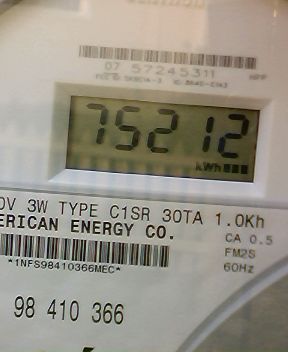 07 57245311
75212
kWh
0V 3W TYPE C1SR 30TA 1.0Kh
ERICAN ENERGY CO.
CA 0.5
FM2S
60Hz
*1NFS98410366MEC*
98 410 366